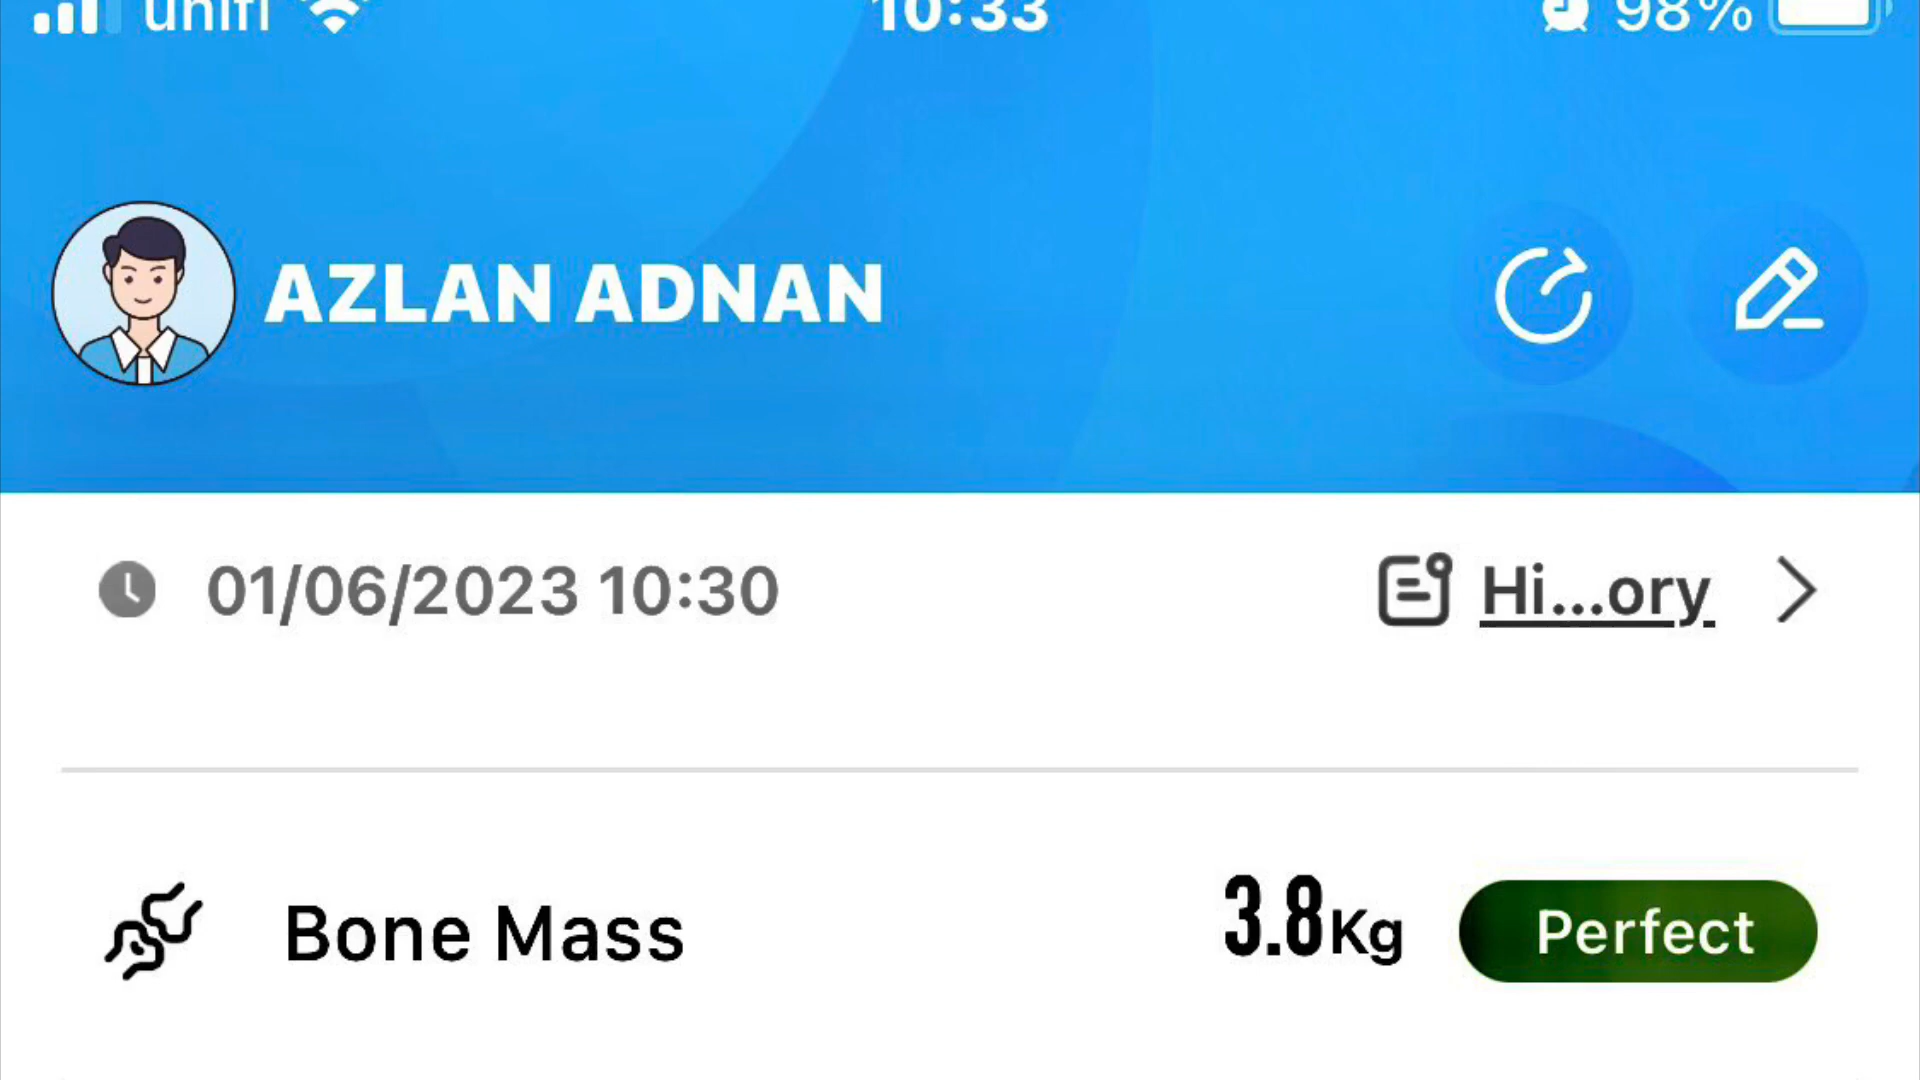 unifi 10:33 98%
AZLAN ADNAN
01/06/2023 10:30 Hi...ory
Bone Mass 3.8Kg Perfect